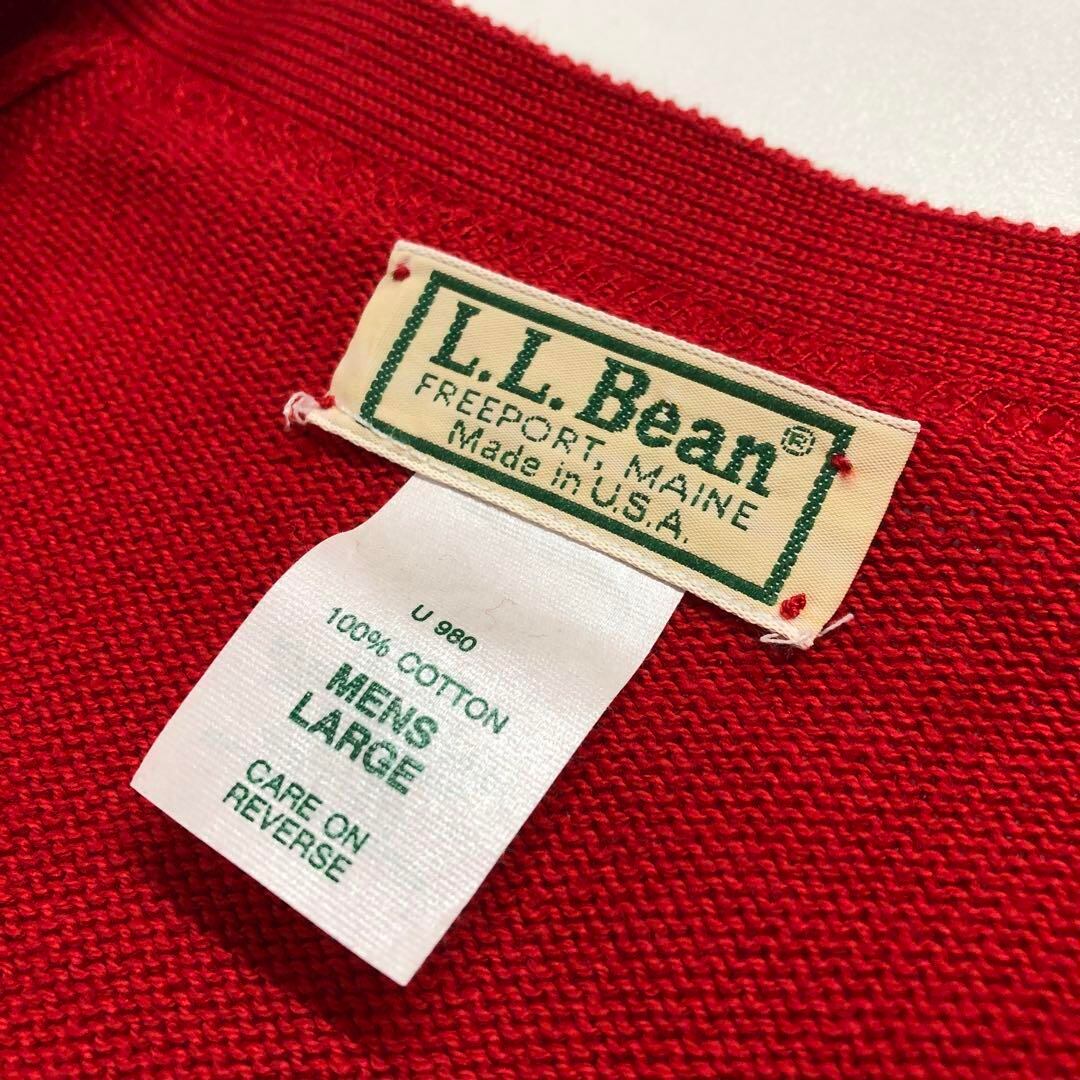 L.L.Bean®
FREEPORT, MAINE
Made in U.S.A.
U 980
100% COTTON
MENS
LARGE
CARE ON
REVERSE